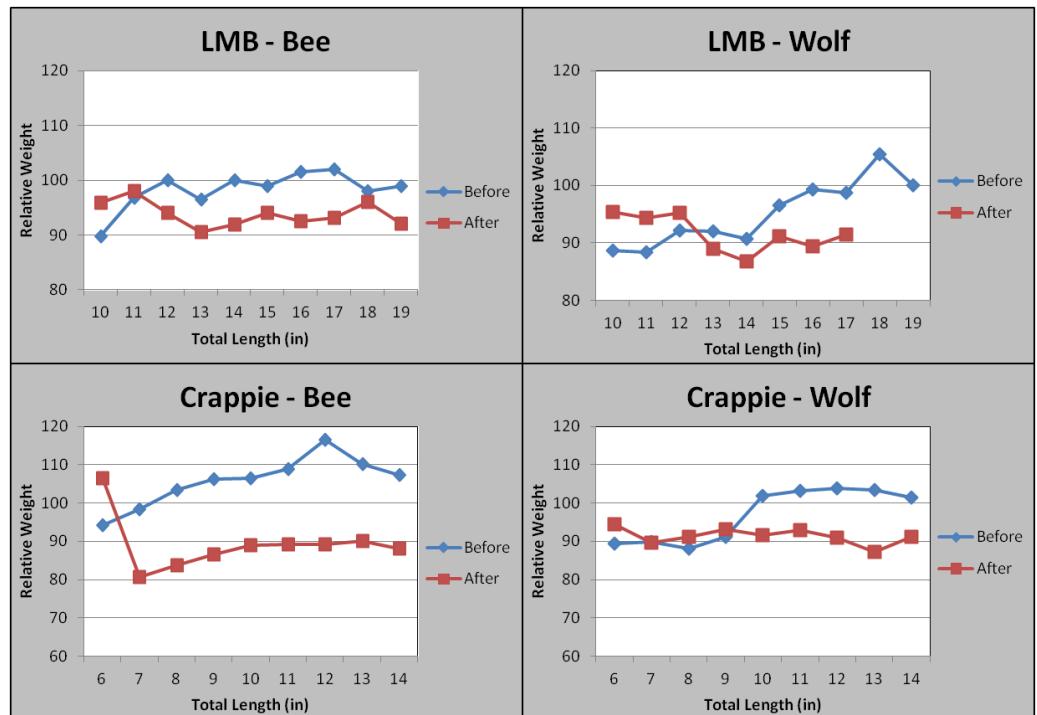 LMB - Bee
120
110
100
90
80
Relative Weight
10 11 12 13 14 15 16 17 18 19
Total Length (in)
Before
After
LMB - Wolf
120
110
100
90
80
Relative Weight
10 11 12 13 14 15 16 17 18 19
Total Length (in)
Before
After
Crappie - Bee
120
110
100
90
80
70
60
Relative Weight
6 7 8 9 10 11 12 13 14
Total Length (in)
Before
After
Crappie - Wolf
120
110
100
90
80
70
60
Relative Weight
6 7 8 9 10 11 12 13 14
Total Length (in)
Before
After